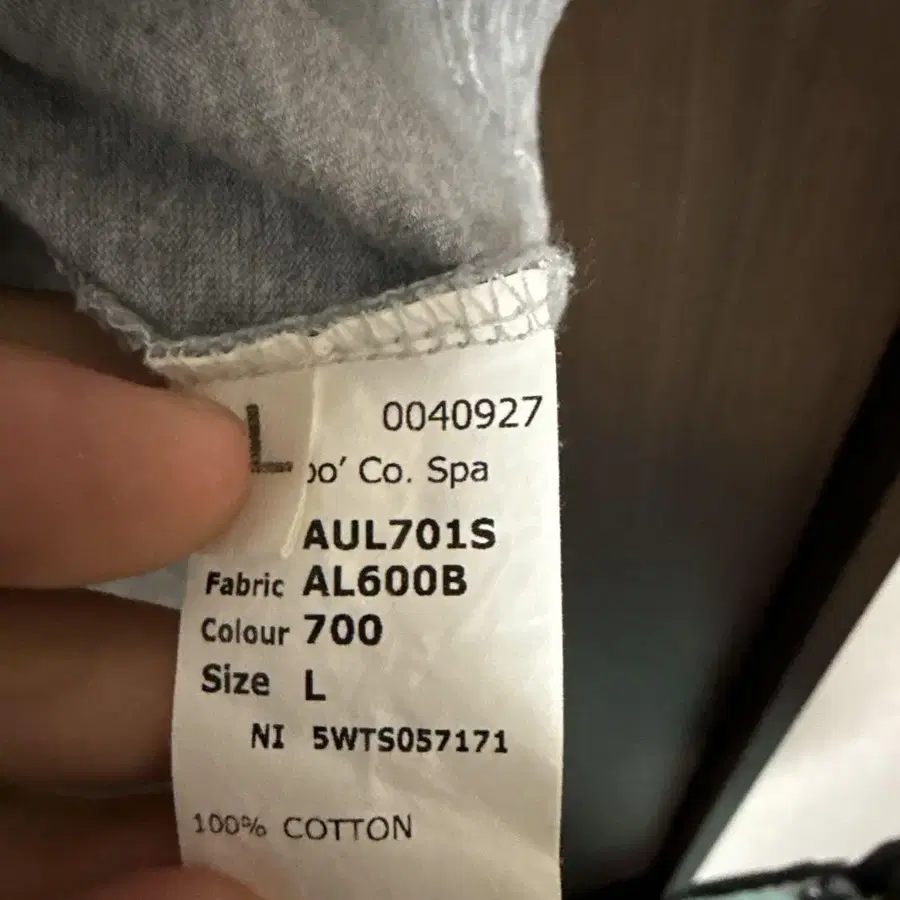 L
0040927
Co. Spa
AUL701S
Fabric AL600B
Colour 700
Size L
NI 5WTS057171
100% COTTON